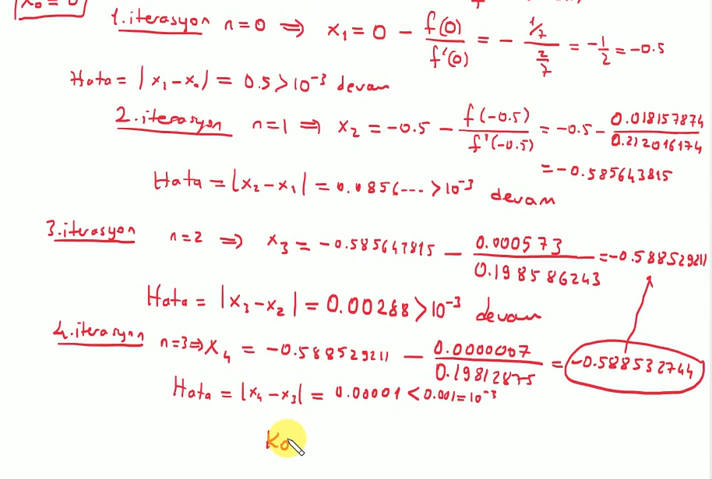 x₀ = 0
1.iterasyon n=0 ⇒ x₁ = 0 - f(0)/f'(0) = - (1/7)/(2/7) = -1/2 = -0.5
Hata = |x₁-x₀| = 0.5 > 10⁻³ devam
2.iterasyon n=1 ⇒ x₂ = -0.5 - f(-0.5)/f'(-0.5) = -0.5 - 0.018157874/0.212016174
= -0.585643815
Hata = |x₂-x₁| = 0.0856... > 10⁻³ devam
3.iterasyon n=2 ⇒ x₃ = -0.585647815 - 0.000573/0.198586243 = -0.588529211
Hata = |x₃-x₂| = 0.00288 > 10⁻³ devam
4.iterasyon n=3 ⇒ x₄ = -0.588529211 - 0.0000007/0.19812875 = -0.588532744
Hata = |x₄-x₃| = 0.00001 < 0.001 = 10⁻³
Ko